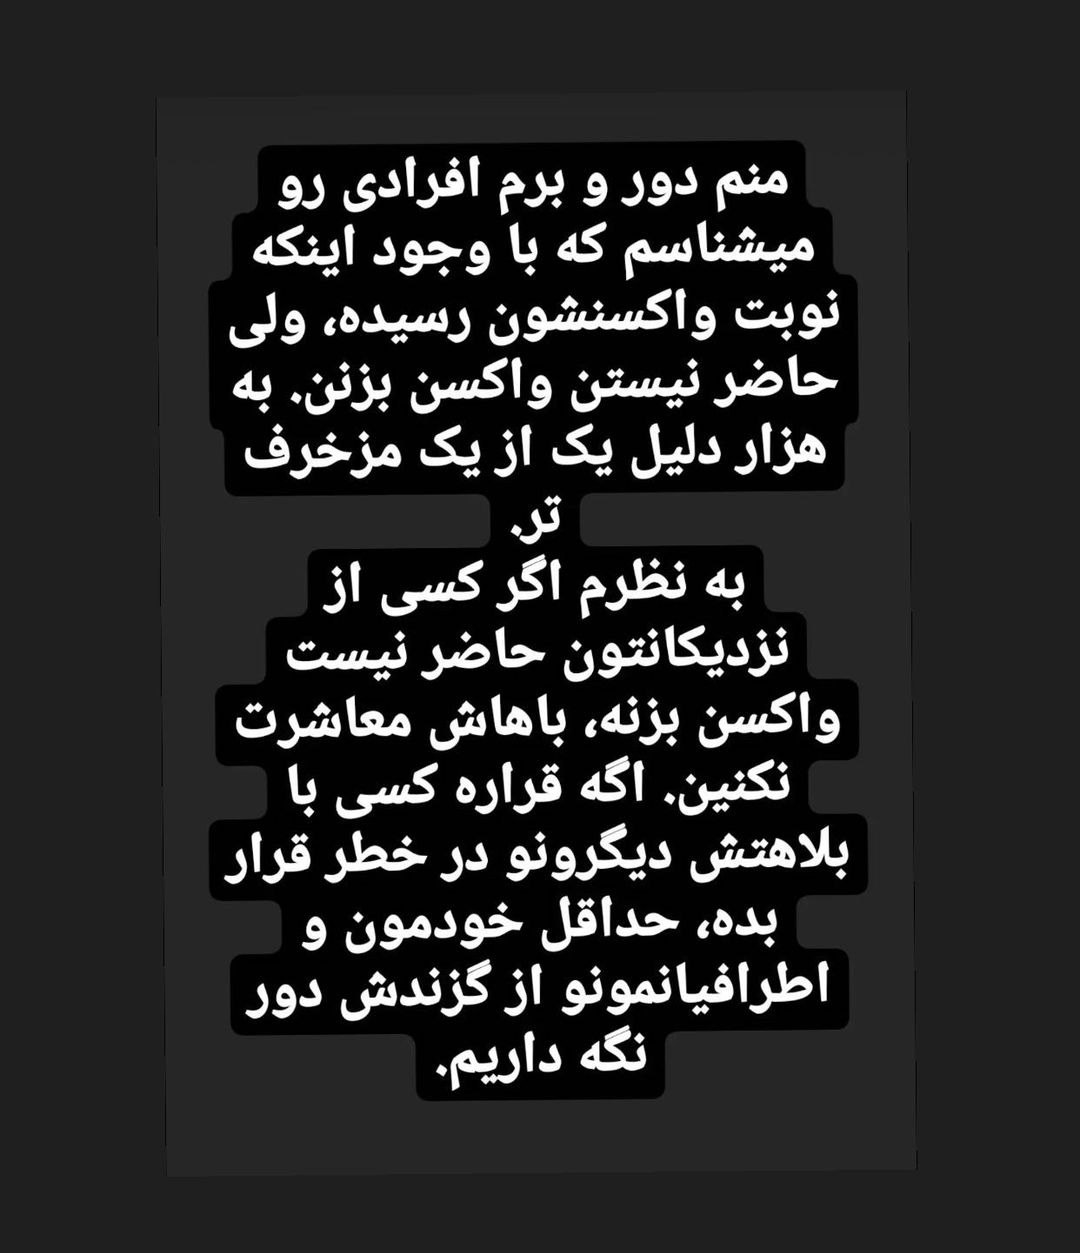 منم دور و برم افرادی رو
میشناسم که با وجود اینکه
نوبت واکسنشون رسیده، ولی
حاضر نیستن واکسن بزنن. به
هزار دلیل یک از یک مزخرف
تر.
به نظرم اگر کسی از
نزدیکانتون حاضر نیست
واکسن بزنه، باهاش معاشرت
نکنین. اگه قراره کسی با
بلاهتش دیگرونو در خطر قرار
بده، حداقل خودمون و
اطرافیانمونو از گزندش دور
نگه داریم.